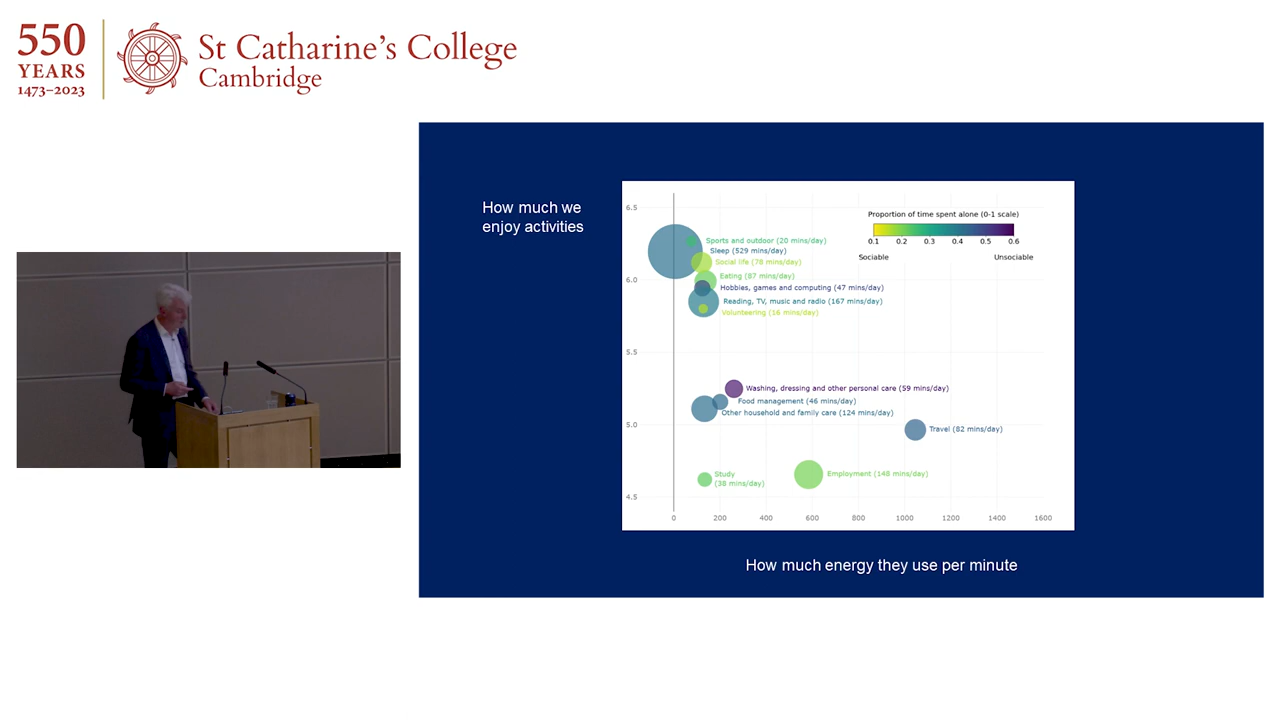 550
YEARS
1473–2023
St Catharine's College
Cambridge
How much we
enjoy activities
6.5
6.0
5.5
5.0
4.5
Proportion of time spent alone (0-1 scale)
0.1 0.2 0.3 0.4 0.5 0.6
Sociable Unsociable
Sports and outdoor (20 mins/day)
Sleep (529 mins/day)
Social life (78 mins/day)
Eating (87 mins/day)
Hobbies, games and computing (47 mins/day)
Reading, TV, music and radio (167 mins/day)
Volunteering (16 mins/day)
Washing, dressing and other personal care (59 mins/day)
Food management (46 mins/day)
Other household and family care (124 mins/day)
Travel (82 mins/day)
Study
(38 mins/day)
Employment (148 mins/day)
0 200 400 600 800 1000 1200 1400 1600
How much energy they use per minute